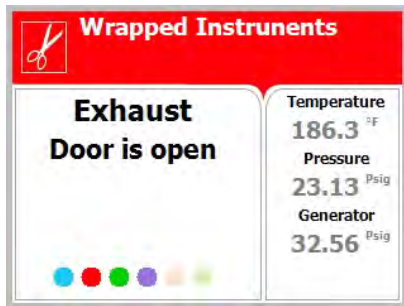 Wrapped Instrunents
Exhaust
Door is open
Temperature
186.3 °F
Pressure
23.13 Psig
Generator
32.56 Psig